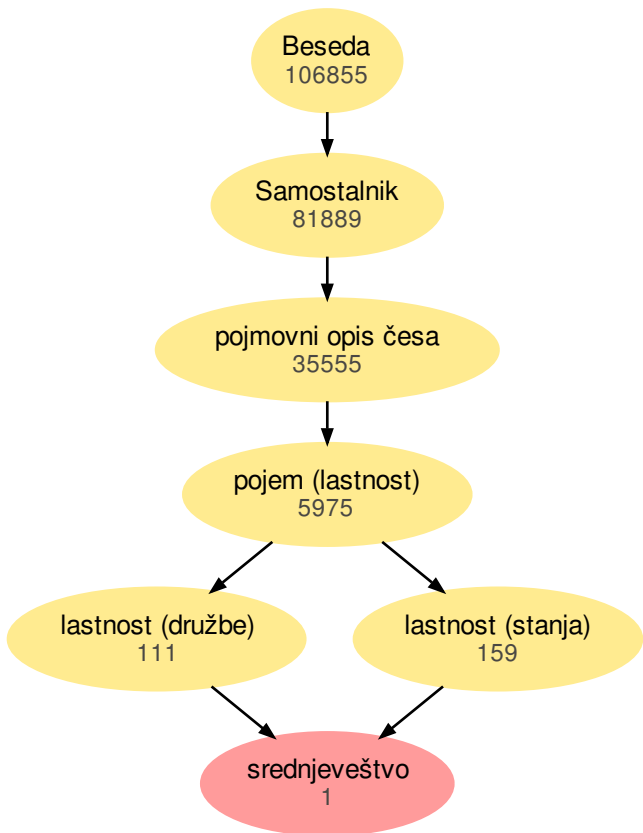 Beseda
106855
Samostalnik
81889
pojmovni opis česa
35555
pojem (lastnost)
5975
lastnost (družbe)
111
lastnost (stanja)
159
srednjeveštvo
1